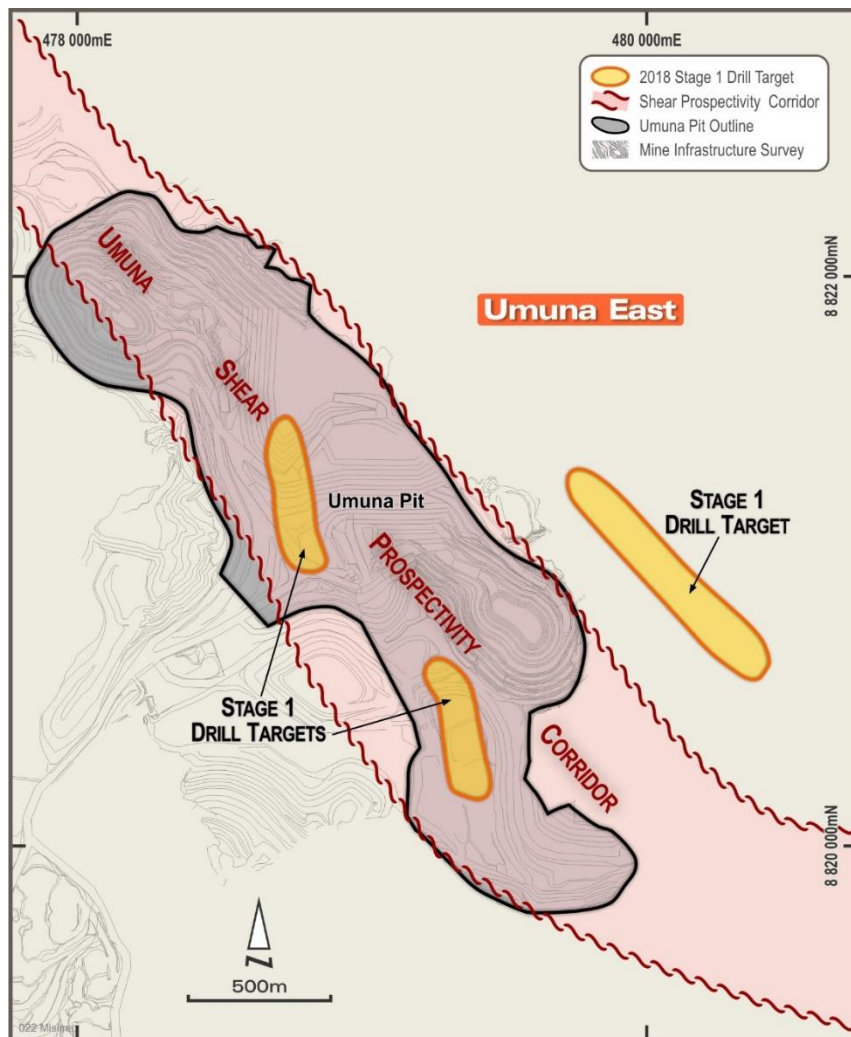 478 000mE
480 000mE
2018 Stage 1 Drill Target
Shear Prospectivity Corridor
Umuna Pit Outline
Mine Infrastructure Survey
8 822 000mN
UMUNA
Umuna East
SHEAR
Umuna Pit
STAGE 1
DRILL TARGET
PROSPECTIVITY
STAGE 1
DRILL TARGETS
CORRIDOR
8 820 000mN
N
500m
022 Misima